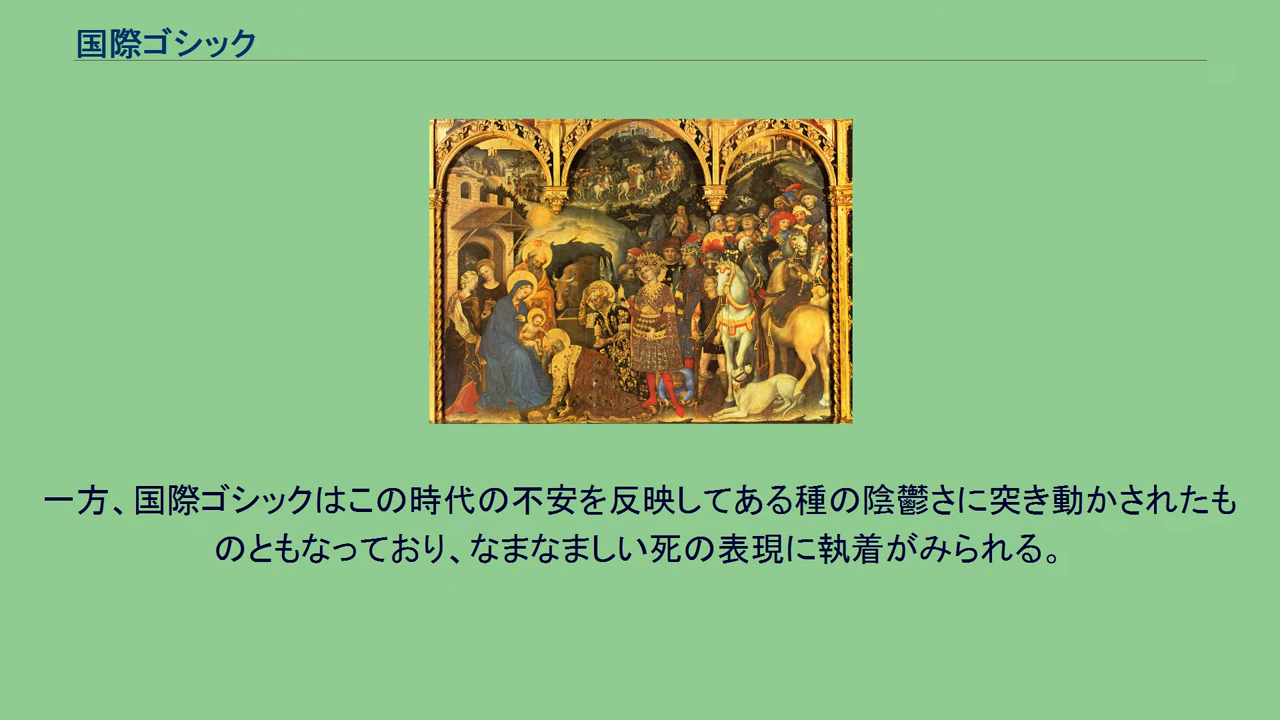 国際ゴシック
一方、国際ゴシックはこの時代の不安を反映してある種の陰鬱さに突き動かされたも
のともなっており、なまなましい死の表現に執着がみられる。